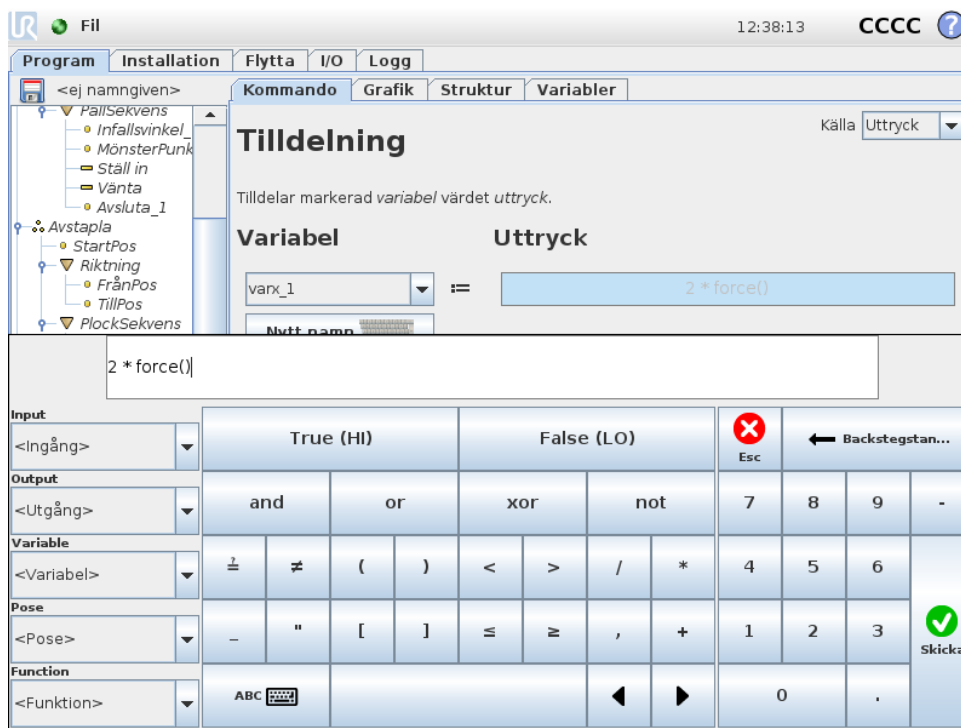 UR Fil 12:38:13 CCCC ?
Program Installation Flytta I/O Logg
<ej namngiven>
Kommando Grafik Struktur Variabler
PallSekvens
Infallsvinkel_
MönsterPunk
Ställ in
Vänta
Avsluta_1
Avstapla
StartPos
Riktning
FrånPos
TillPos
PlockSekvens
Tilldelning
Källa Uttryck
Tilldelar markerad variabel värdet uttryck.
Variabel Uttryck
varx_1 := 2 * force()
Nytt namn
2 * force()
Input
<Ingång>
Output
<Utgång>
Variable
<Variabel>
Pose
<Pose>
Function
<Funktion>
True (HI) False (LO) Esc Backstegstan...
and or xor not 7 8 9 -
≟ ≠ ( ) < > / * 4 5 6
_ " [ ] ≤ ≥ , + 1 2 3 Skicka
ABC 0 .